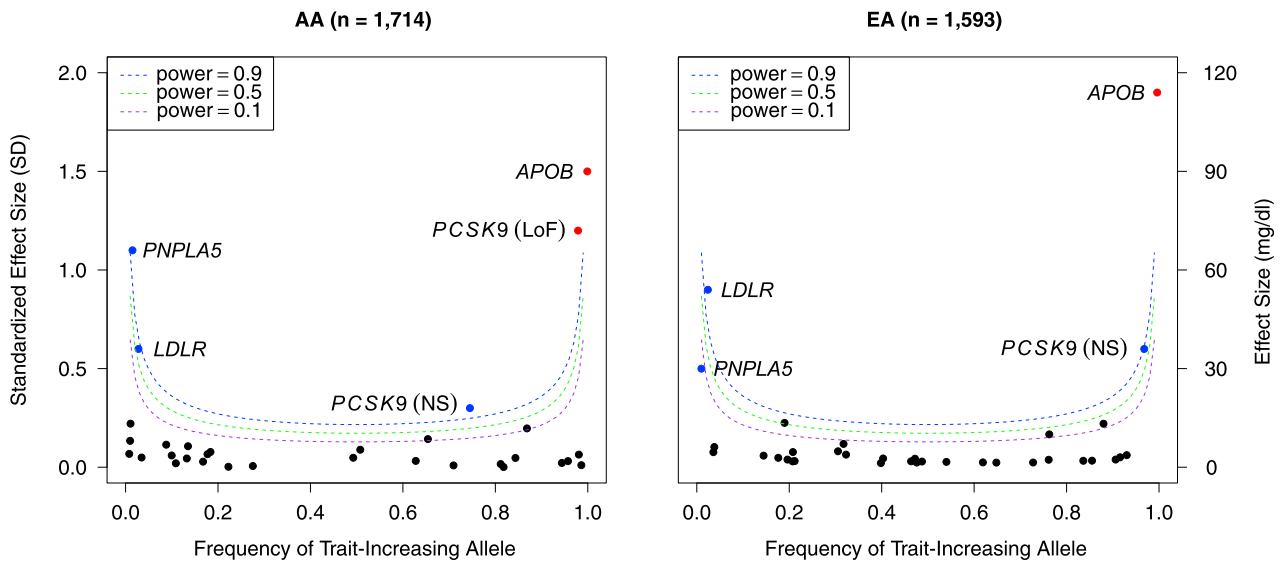 AA (n = 1,714)
Standardized Effect Size (SD)
2.0
1.5
1.0
0.5
0.0
power = 0.9
power = 0.5
power = 0.1
APOB
PCSK9 (LoF)
PNPLA5
LDLR
PCSK9 (NS)
0.0 0.2 0.4 0.6 0.8 1.0
Frequency of Trait-Increasing Allele
EA (n = 1,593)
power = 0.9
power = 0.5
power = 0.1
APOB
LDLR
PCSK9 (NS)
PNPLA5
120
90
60
30
0
Effect Size (mg/dl)
0.0 0.2 0.4 0.6 0.8 1.0
Frequency of Trait-Increasing Allele